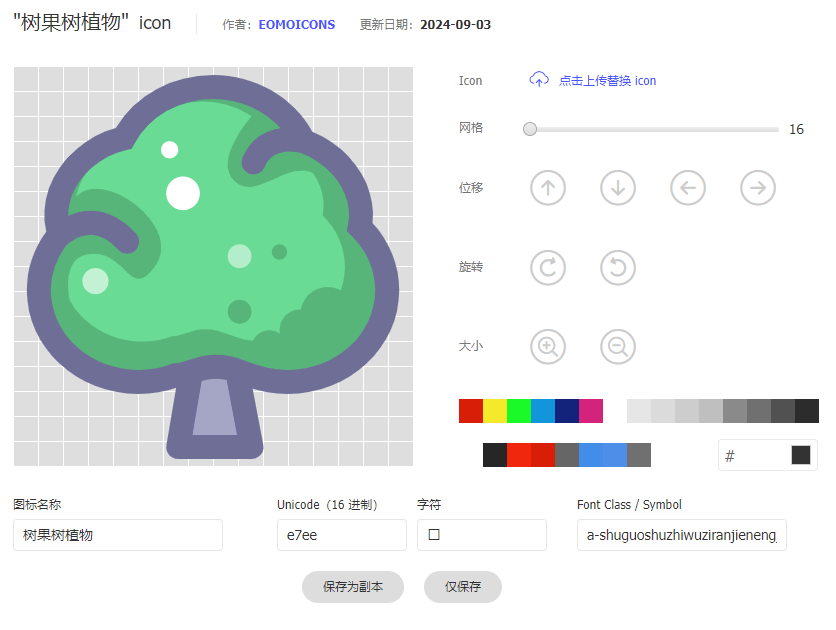 "树果树植物" icon 作者：EOMOICONS 更新日期：2024-09-03
Icon 点击上传替换 icon
网格 16
位移
旋转
大小
#
图标名称 Unicode（16 进制） 字符 Font Class / Symbol
树果树植物 e7ee a-shuguoshuzhiwuziranjieneng
保存为副本 仅保存